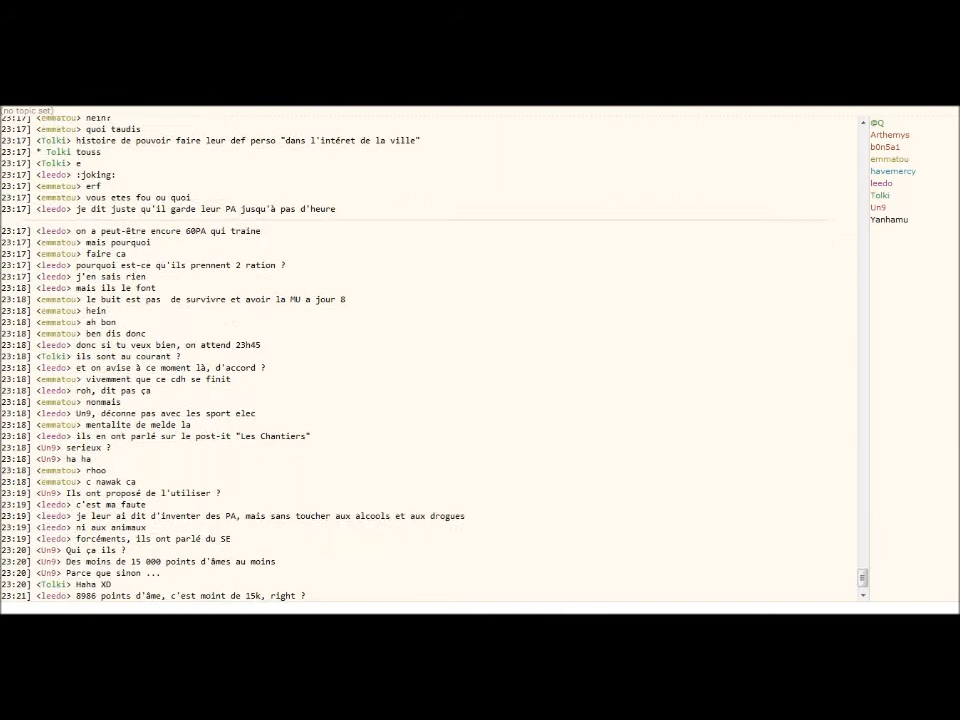 (no topic set)
23:17] <emmatou> hein?
23:17] <emmatou> quoi taudis
23:17] <Tolki> histoire de pouvoir faire leur def perso "dans l'intéret de la ville"
23:17] * Tolki touss
23:17] <Tolki> e
23:17] <leedo> :joking:
23:17] <emmatou> erf
23:17] <emmatou> vous etes fou ou quoi
23:17] <leedo> je dit juste qu'il garde leur PA jusqu'à pas d'heure
23:17] <leedo> on a peut-être encore 60PA qui traine
23:17] <emmatou> mais pourquoi
23:17] <emmatou> faire ca
23:17] <leedo> pourquoi est-ce qu'ils prennent 2 ration ?
23:17] <leedo> j'en sais rien
23:18] <leedo> mais ils le font
23:18] <emmatou> le buit est pas  de survivre et avoir la MU a jour 8
23:18] <emmatou> hein
23:18] <emmatou> ah bon
23:18] <emmatou> ben dis donc
23:18] <leedo> donc si tu veux bien, on attend 23h45
23:18] <Tolki> ils sont au courant ?
23:18] <leedo> et on avise à ce moment là, d'accord ?
23:18] <emmatou> vivemment que ce cdh se finit
23:18] <leedo> roh, dit pas ça
23:18] <emmatou> nonmais
23:18] <leedo> Un9, déconne pas avec les sport elec
23:18] <emmatou> mentalite de melde la
23:18] <leedo> ils en ont parlé sur le post-it "Les Chantiers"
23:18] <Un9> serieux ?
23:18] <Un9> ha ha
23:18] <emmatou> rhoo
23:18] <emmatou> c nawak ca
23:19] <Un9> Ils ont proposé de l'utiliser ?
23:19] <leedo> c'est ma faute
23:19] <leedo> je leur ai dit d'inventer des PA, mais sans toucher aux alcools et aux drogues
23:19] <leedo> ni aux animaux
23:19] <leedo> forcéments, ils ont parlé du SE
23:20] <Un9> Qui ça ils ?
23:20] <Un9> Des moins de 15 000 points d'âmes au moins
23:20] <Un9> Parce que sinon ...
23:20] <Tolki> Haha XD
23:21] <leedo> 8986 points d'âme, c'est moint de 15k, right ?
@Q
Arthemys
b0n5a1
emmatou
havemercy
leedo
Tolki
Un9
Yanhamu